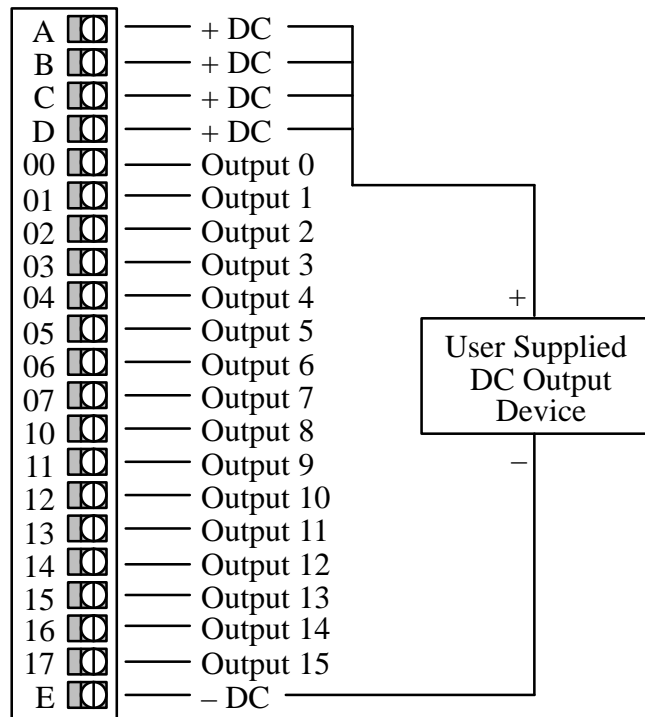 A + DC
B + DC
C + DC
D + DC
00 Output 0
01 Output 1
02 Output 2
03 Output 3
04 Output 4
05 Output 5
06 Output 6
07 Output 7
10 Output 8
11 Output 9
12 Output 10
13 Output 11
14 Output 12
15 Output 13
16 Output 14
17 Output 15
E – DC
+
User Supplied
DC Output
Device
–